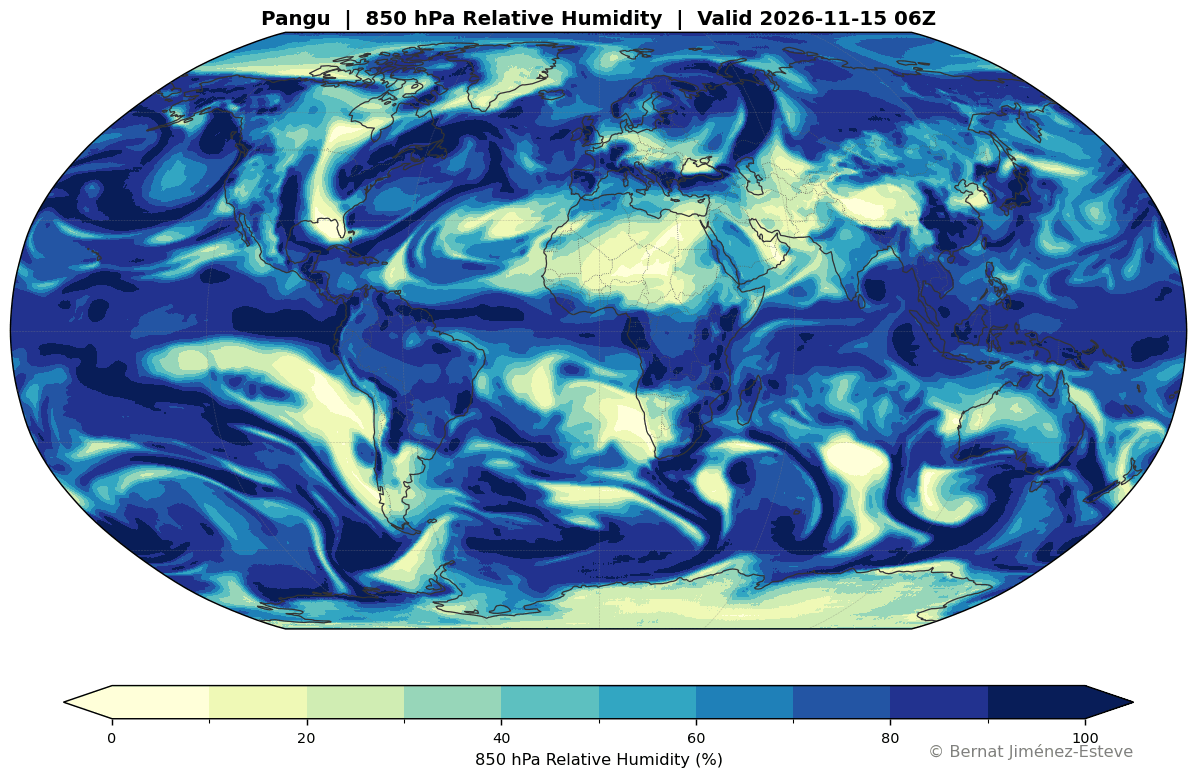 Pangu | 850 hPa Relative Humidity | Valid 2026-11-15 06Z
0 20 40 60 80 100
850 hPa Relative Humidity (%)
© Bernat Jiménez-Esteve